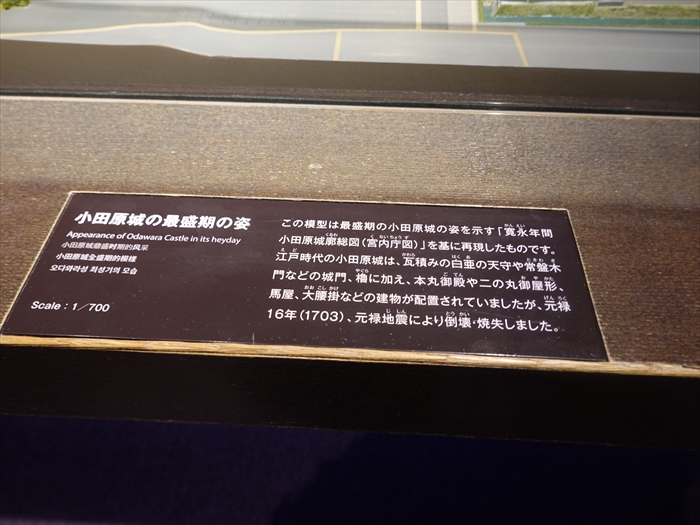 小田原城の最盛期の姿
Appearance of Odawara Castle in its heyday
小田原城鼎盛时期的风采
小田原城全盛期的模樣
오다와라성 최성기의 모습
Scale : 1／700
この模型は最盛期の小田原城の姿を示す「寛永年間
小田原城廓総図（宮内庁図）」を基に再現したものです。
江戸時代の小田原城は、瓦積みの白亜の天守や常盤木
門などの城門、櫓に加え、本丸御殿や二の丸御屋形、
馬屋、大腰掛などの建物が配置されていましたが、元禄
16年（1703）、元禄地震により倒壊・焼失しました。